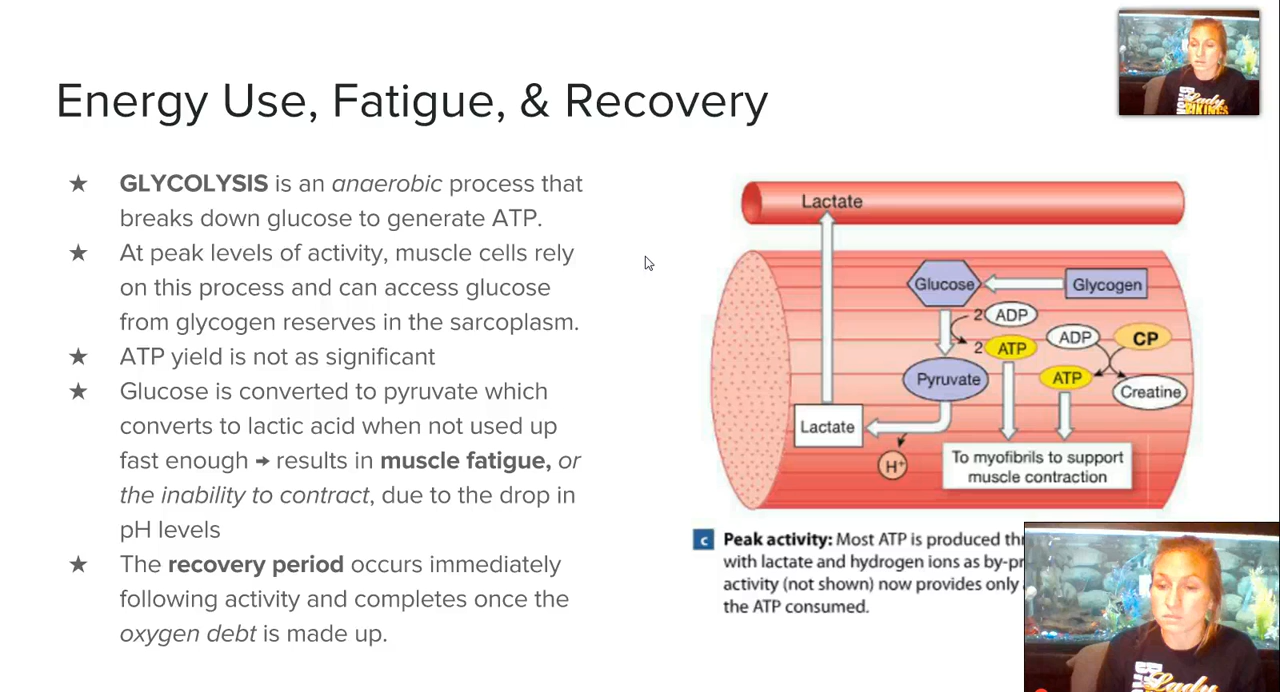 Energy Use, Fatigue, & Recovery
★ GLYCOLYSIS is an anaerobic process that
breaks down glucose to generate ATP.
★ At peak levels of activity, muscle cells rely
on this process and can access glucose
from glycogen reserves in the sarcoplasm.
★ ATP yield is not as significant
★ Glucose is converted to pyruvate which
converts to lactic acid when not used up
fast enough → results in muscle fatigue, or
the inability to contract, due to the drop in
pH levels
★ The recovery period occurs immediately
following activity and completes once the
oxygen debt is made up.
Lactate
Glucose
Glycogen
2 ADP
2 ATP
ADP
CP
Pyruvate
ATP
Creatine
Lactate
H+
To myofibrils to support
muscle contraction
c Peak activity: Most ATP is produced
with lactate and hydrogen ions as
activity (not shown) now provides only
the ATP consumed.
Lady
Lady